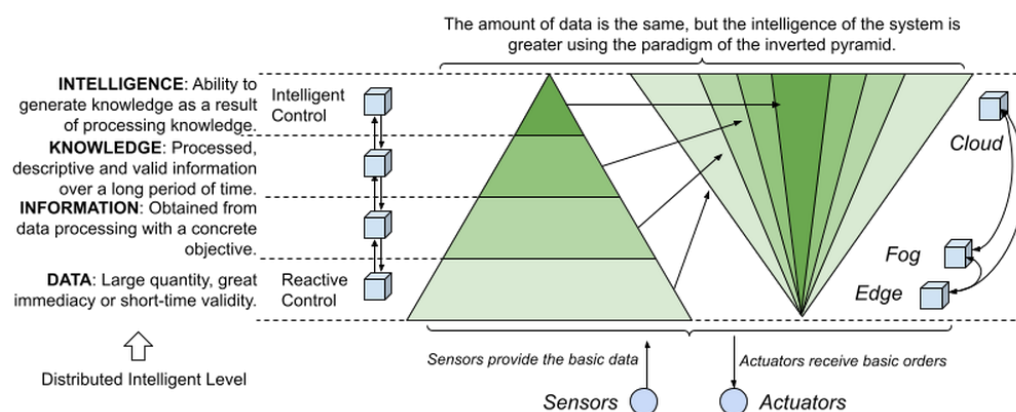 The amount of data is the same, but the intelligence of the system is
greater using the paradigm of the inverted pyramid.
INTELLIGENCE: Ability to
generate knowledge as a result
of processing knowledge.
KNOWLEDGE: Processed,
descriptive and valid information
over a long period of time.
INFORMATION: Obtained from
data processing with a concrete
objective.
DATA: Large quantity, great
immediacy or short-time validity.
Distributed Intelligent Level
Intelligent
Control
Reactive
Control
Cloud
Fog
Edge
Sensors provide the basic data
Actuators receive basic orders
Sensors
Actuators